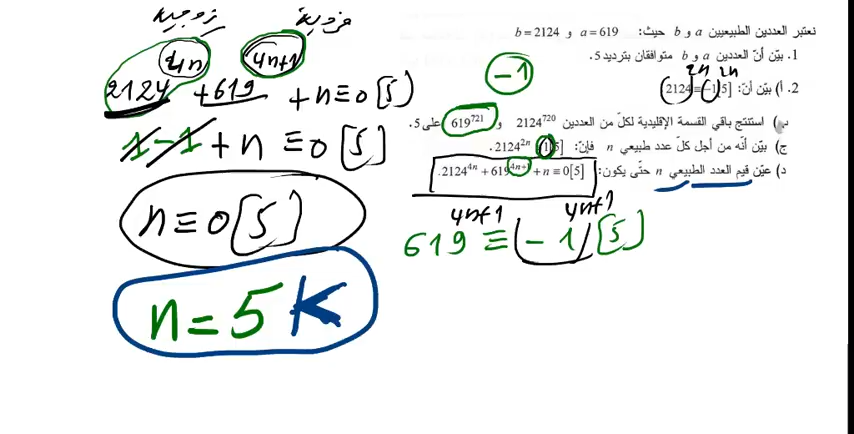 نعتبر العددين الطبيعيين a و b حيث: a = 619 و b = 2124
1. بيّن أنّ العددين a و b متوافقان بترديد 5.
2. أ) بيّن أنّ: 2124 ≡ −1[5]
2n 2n
ب) استنتج باقي القسمة الإقليدية لكلّ من العددين 2124^720 و 619^721 على 5.
ج) بيّن أنّه من أجل كلّ عدد طبيعي n فإنّ: 2124^2n ≡ 1[5].
د) عيّن قيم العدد الطبيعي n حتّى يكون: 2124^4n + 619^4n+1 + n ≡ 0[5].
−1
619^4n+1 ≡ (−1)^4n+1 [5]
زوجية فردية
2124^4n + 619^4n+1 + n ≡ 0[5]
1 − 1 + n ≡ 0[5]
n ≡ 0[5]
n = 5K